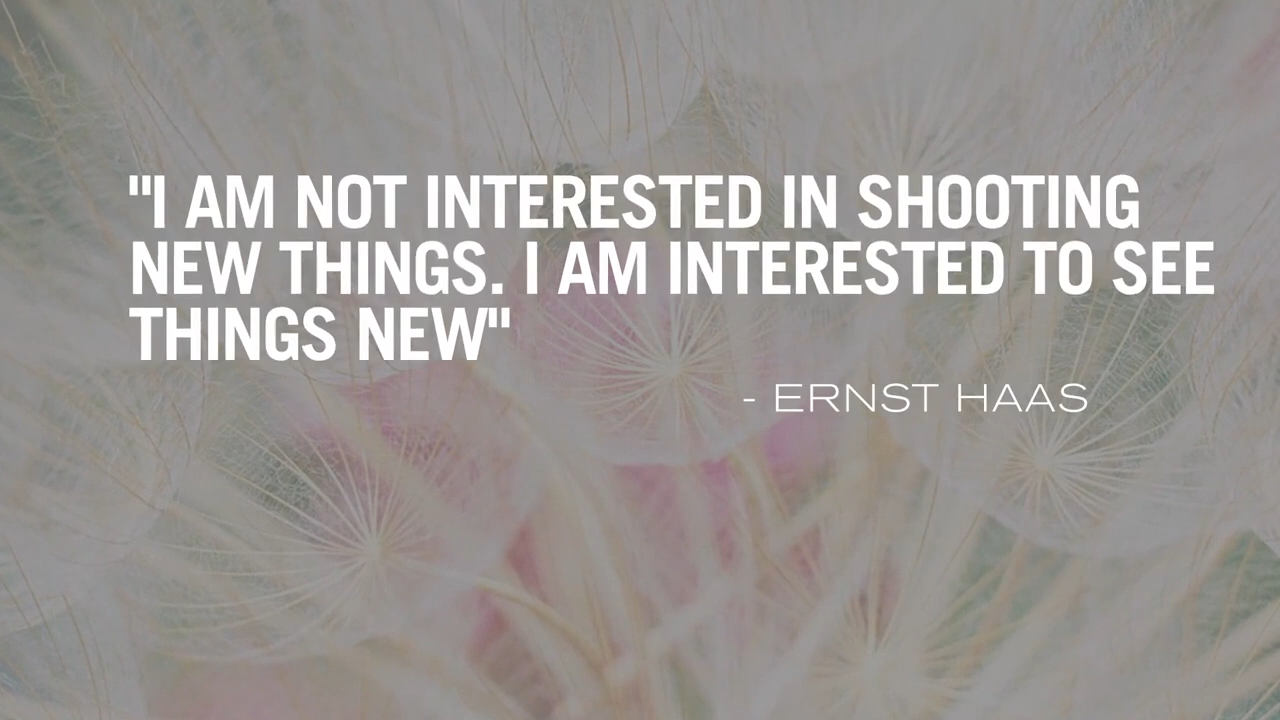 "I AM NOT INTERESTED IN SHOOTING
NEW THINGS. I AM INTERESTED TO SEE
THINGS NEW"
- ERNST HAAS